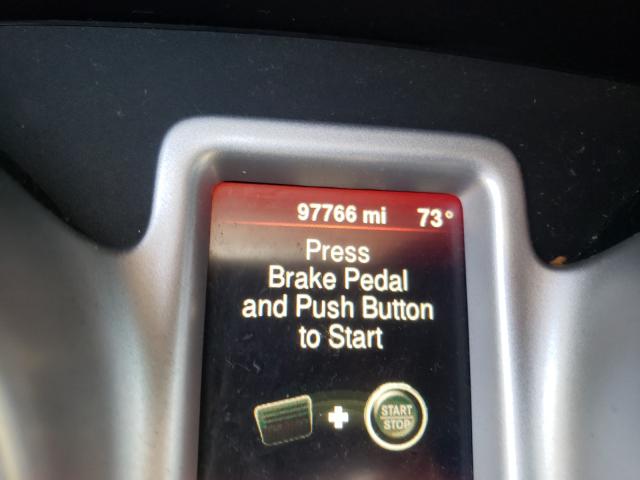 97766 mi 73°
Press
Brake Pedal
and Push Button
to Start
START
STOP